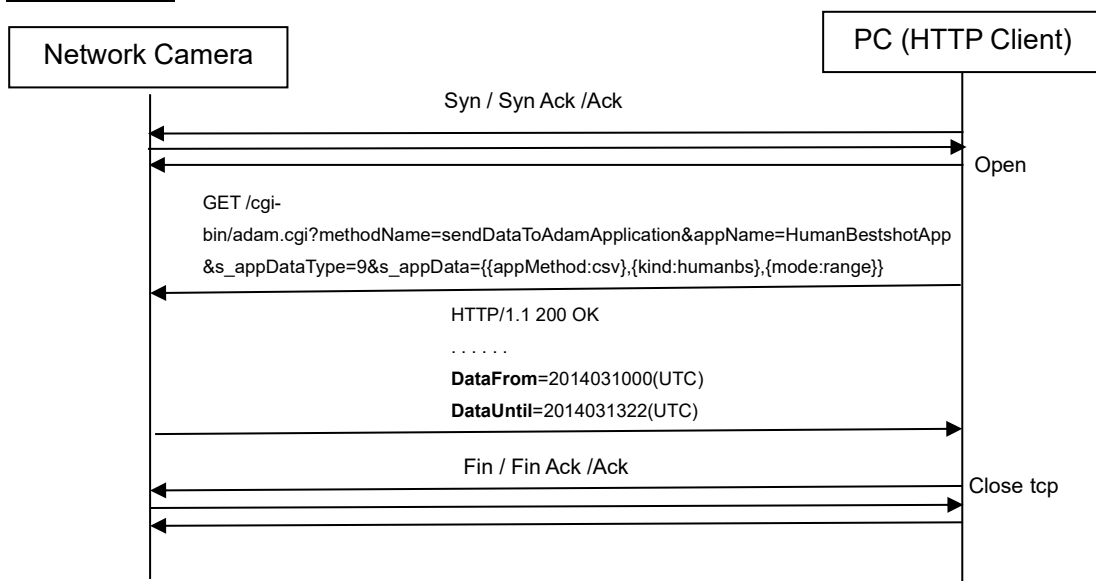 Network Camera
PC (HTTP Client)
Syn / Syn Ack /Ack
Open
GET /cgi-
bin/adam.cgi?methodName=sendDataToAdamApplication&appName=HumanBestshotApp
&s_appDataType=9&s_appData={{appMethod:csv},{kind:humanbs},{mode:range}}
HTTP/1.1 200 OK
. . . . . .
DataFrom=2014031000(UTC)
DataUntil=2014031322(UTC)
Fin / Fin Ack /Ack
Close tcp